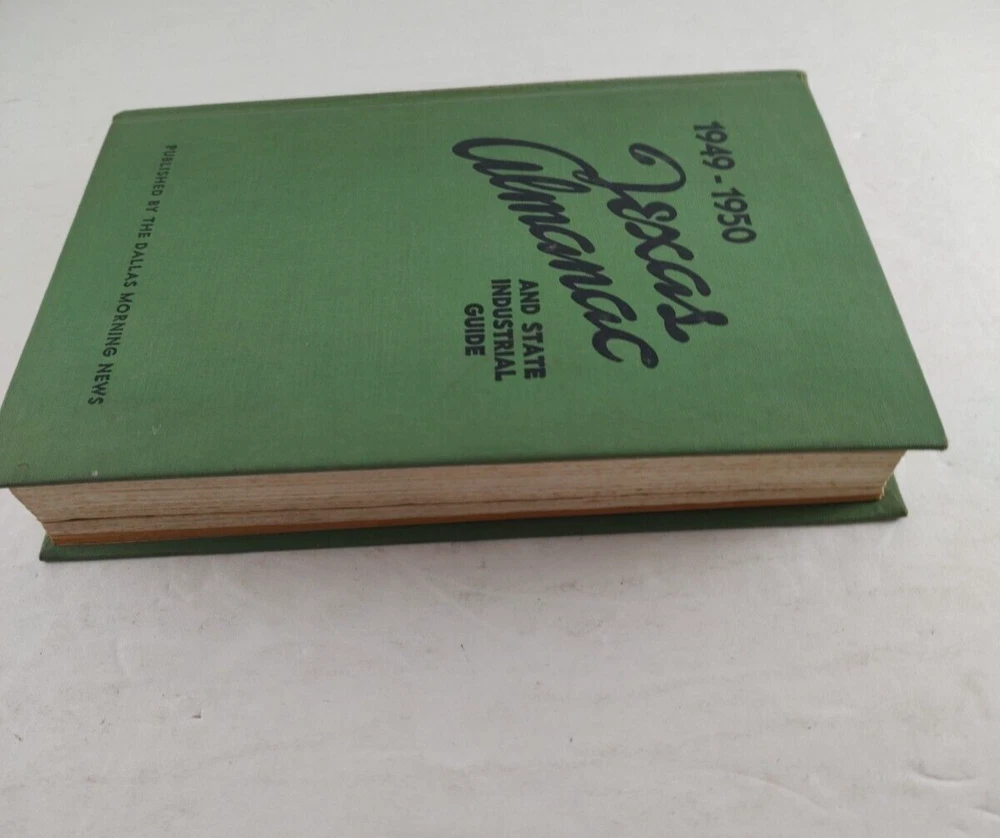 1949-1950
Texas
Almanac
AND STATE
INDUSTRIAL
GUIDE
PUBLISHED BY THE DALLAS MORNING NEWS